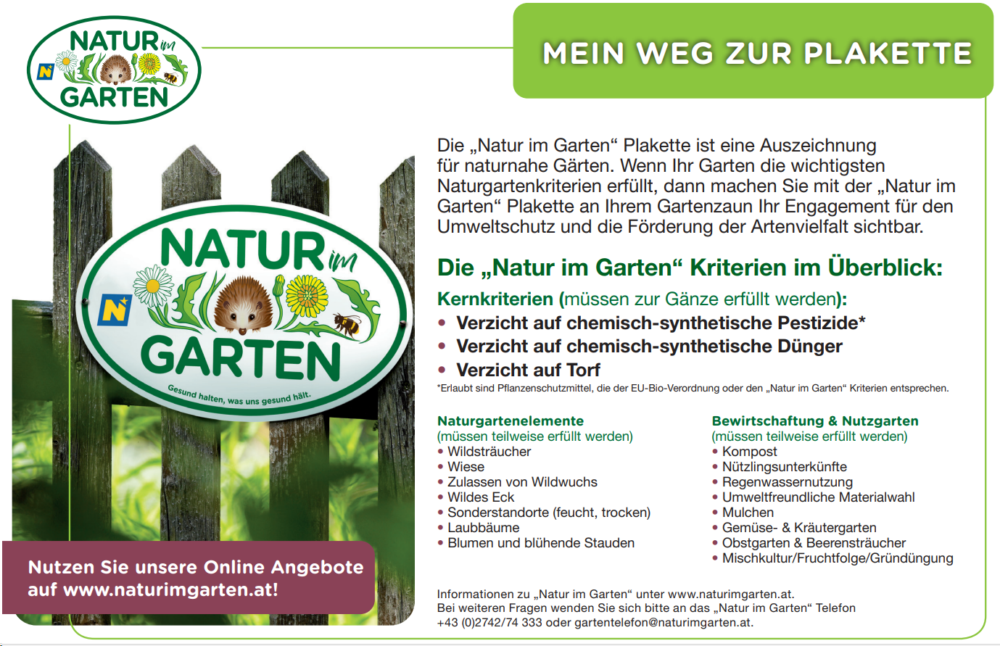 NATUR im
N
GARTEN
MEIN WEG ZUR PLAKETTE
Die „Natur im Garten“ Plakette ist eine Auszeichnung
für naturnahe Gärten. Wenn Ihr Garten die wichtigsten
Naturgartenkriterien erfüllt, dann machen Sie mit der „Natur im
Garten“ Plakette an Ihrem Gartenzaun Ihr Engagement für den
Umweltschutz und die Förderung der Artenvielfalt sichtbar.
NATUR im
N
GARTEN
Gesund halten, was uns gesund hält.
Die „Natur im Garten“ Kriterien im Überblick:
Kernkriterien (müssen zur Gänze erfüllt werden):
• Verzicht auf chemisch-synthetische Pestizide*
• Verzicht auf chemisch-synthetische Dünger
• Verzicht auf Torf
*Erlaubt sind Pflanzenschutzmittel, die der EU-Bio-Verordnung oder den „Natur im Garten“ Kriterien entsprechen.
Naturgartenelemente
(müssen teilweise erfüllt werden)
• Wildsträucher
• Wiese
• Zulassen von Wildwuchs
• Wildes Eck
• Sonderstandorte (feucht, trocken)
• Laubbäume
• Blumen und blühende Stauden
Bewirtschaftung & Nutzgarten
(müssen teilweise erfüllt werden)
• Kompost
• Nützlingsunterkünfte
• Regenwassernutzung
• Umweltfreundliche Materialwahl
• Mulchen
• Gemüse- & Kräutergarten
• Obstgarten & Beerensträucher
• Mischkultur/Fruchtfolge/Gründüngung
Nutzen Sie unsere Online Angebote
auf www.naturimgarten.at!
Informationen zu „Natur im Garten“ unter www.naturimgarten.at.
Bei weiteren Fragen wenden Sie sich bitte an das „Natur im Garten“ Telefon
+43 (0)2742/74 333 oder gartentelefon@naturimgarten.at.